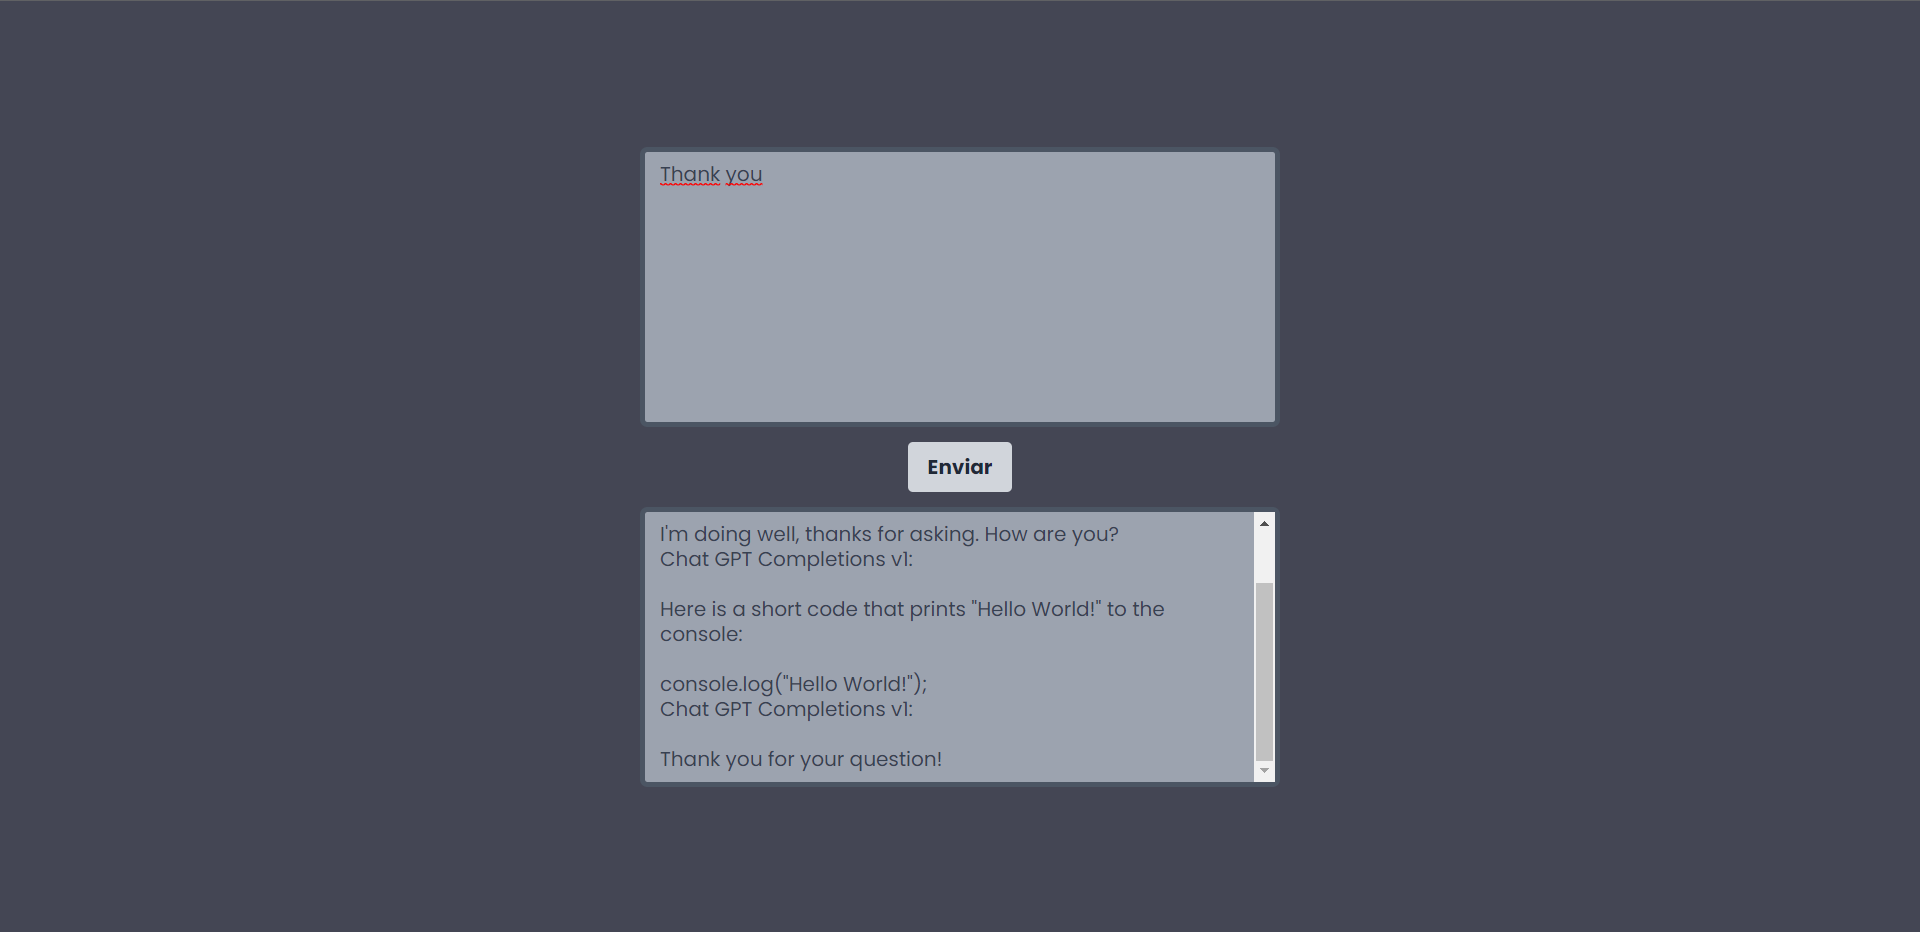 Thank you
Enviar
I'm doing well, thanks for asking. How are you?
Chat GPT Completions v1:
Here is a short code that prints "Hello World!" to the
console:
console.log("Hello World!");
Chat GPT Completions v1:
Thank you for your question!